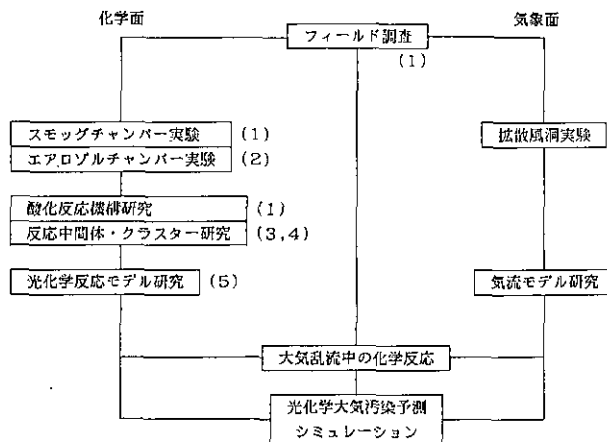 化学面
気象面
フィールド調査
(1)
スモッグチャンバー実験 (1)
エアロゾルチャンバー実験 (2)
拡散風洞実験
酸化反応機構研究 (1)
反応中間体・クラスター研究 (3,4)
光化学反応モデル研究 (5)
気流モデル研究
大気乱流中の化学反応
光化学大気汚染予測
シミュレーション